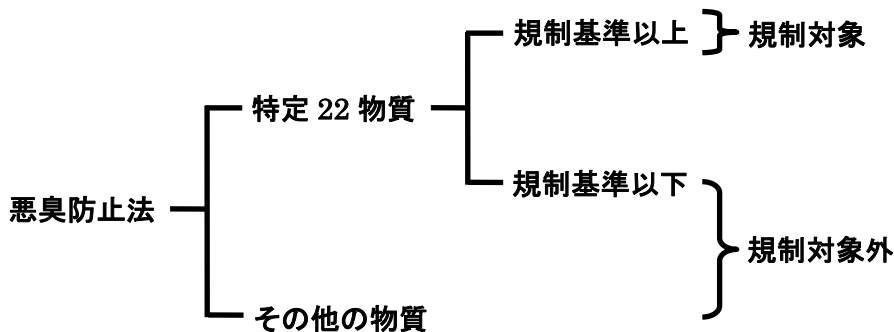 規制基準以上
規制対象
特定 22 物質
規制基準以下
悪臭防止法
規制対象外
その他の物質